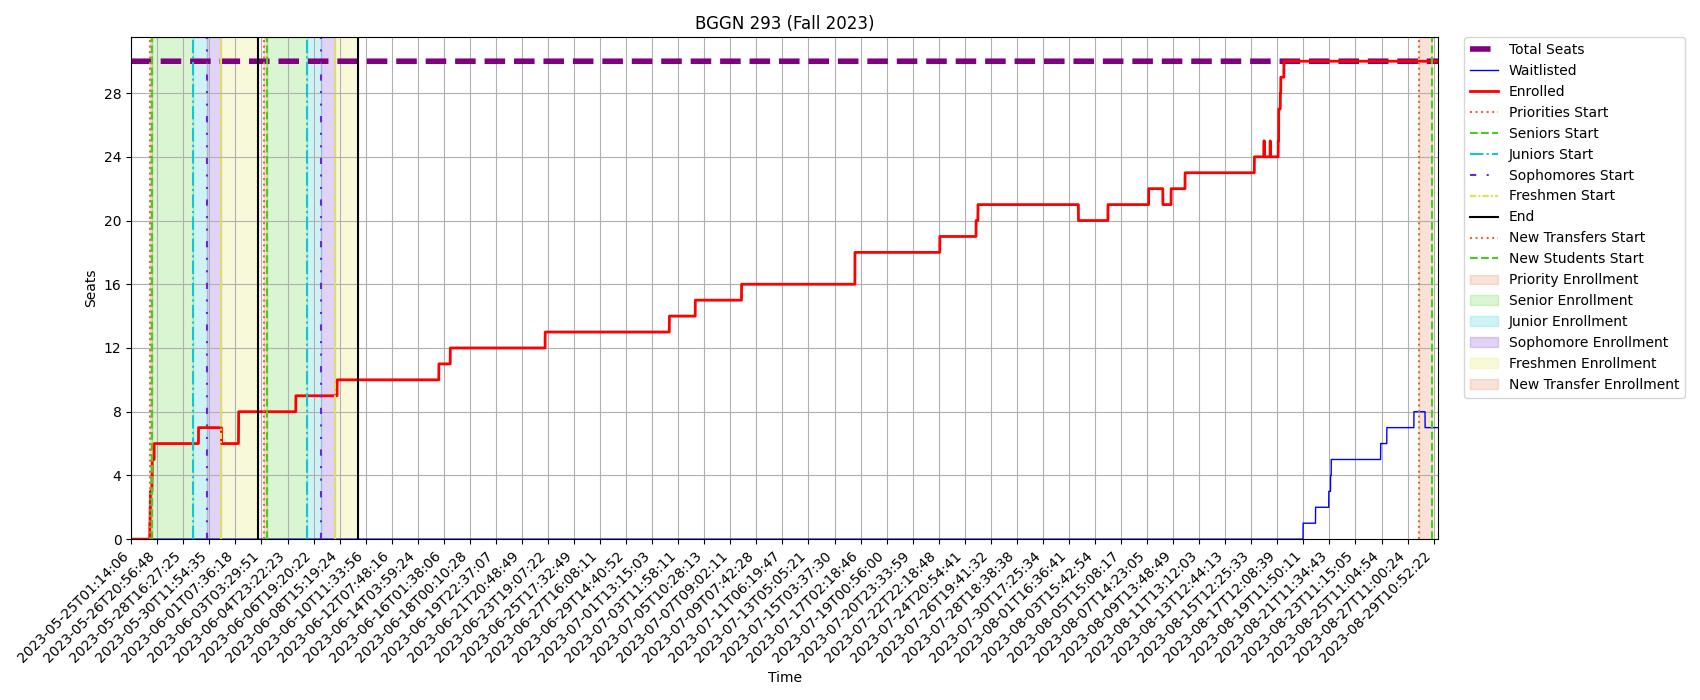 BGGN 293 (Fall 2023)
Seats
28
24
20
16
12
8
4
0
2023-05-25T01:14:06
2023-05-26T20:56:48
2023-05-28T16:27:25
2023-05-30T11:54:35
2023-06-01T07:36:18
2023-06-03T03:29:51
2023-06-04T23:22:23
2023-06-06T19:20:22
2023-06-08T15:19:24
2023-06-10T11:33:56
2023-06-12T07:48:16
2023-06-14T03:59:24
2023-06-16T01:38:06
2023-06-18T00:10:28
2023-06-19T22:37:07
2023-06-21T20:48:49
2023-06-23T19:07:22
2023-06-25T17:32:49
2023-06-27T16:08:11
2023-06-29T14:40:52
2023-07-01T13:15:03
2023-07-03T11:58:11
2023-07-05T10:28:13
2023-07-07T09:02:11
2023-07-09T07:42:28
2023-07-11T06:19:47
2023-07-13T05:05:21
2023-07-15T03:37:30
2023-07-17T02:18:46
2023-07-19T00:56:00
2023-07-20T23:33:59
2023-07-22T22:18:48
2023-07-24T20:54:41
2023-07-26T19:41:32
2023-07-28T18:38:38
2023-07-30T17:25:34
2023-08-01T16:36:41
2023-08-03T15:42:54
2023-08-05T15:08:17
2023-08-07T14:23:05
2023-08-09T13:48:49
2023-08-11T13:12:03
2023-08-13T12:44:13
2023-08-15T12:25:33
2023-08-17T12:08:39
2023-08-19T11:50:11
2023-08-21T11:34:43
2023-08-23T11:15:05
2023-08-25T11:04:54
2023-08-27T11:00:24
2023-08-29T10:52:22
Time
Total Seats
Waitlisted
Enrolled
Priorities Start
Seniors Start
Juniors Start
Sophomores Start
Freshmen Start
End
New Transfers Start
New Students Start
Priority Enrollment
Senior Enrollment
Junior Enrollment
Sophomore Enrollment
Freshmen Enrollment
New Transfer Enrollment